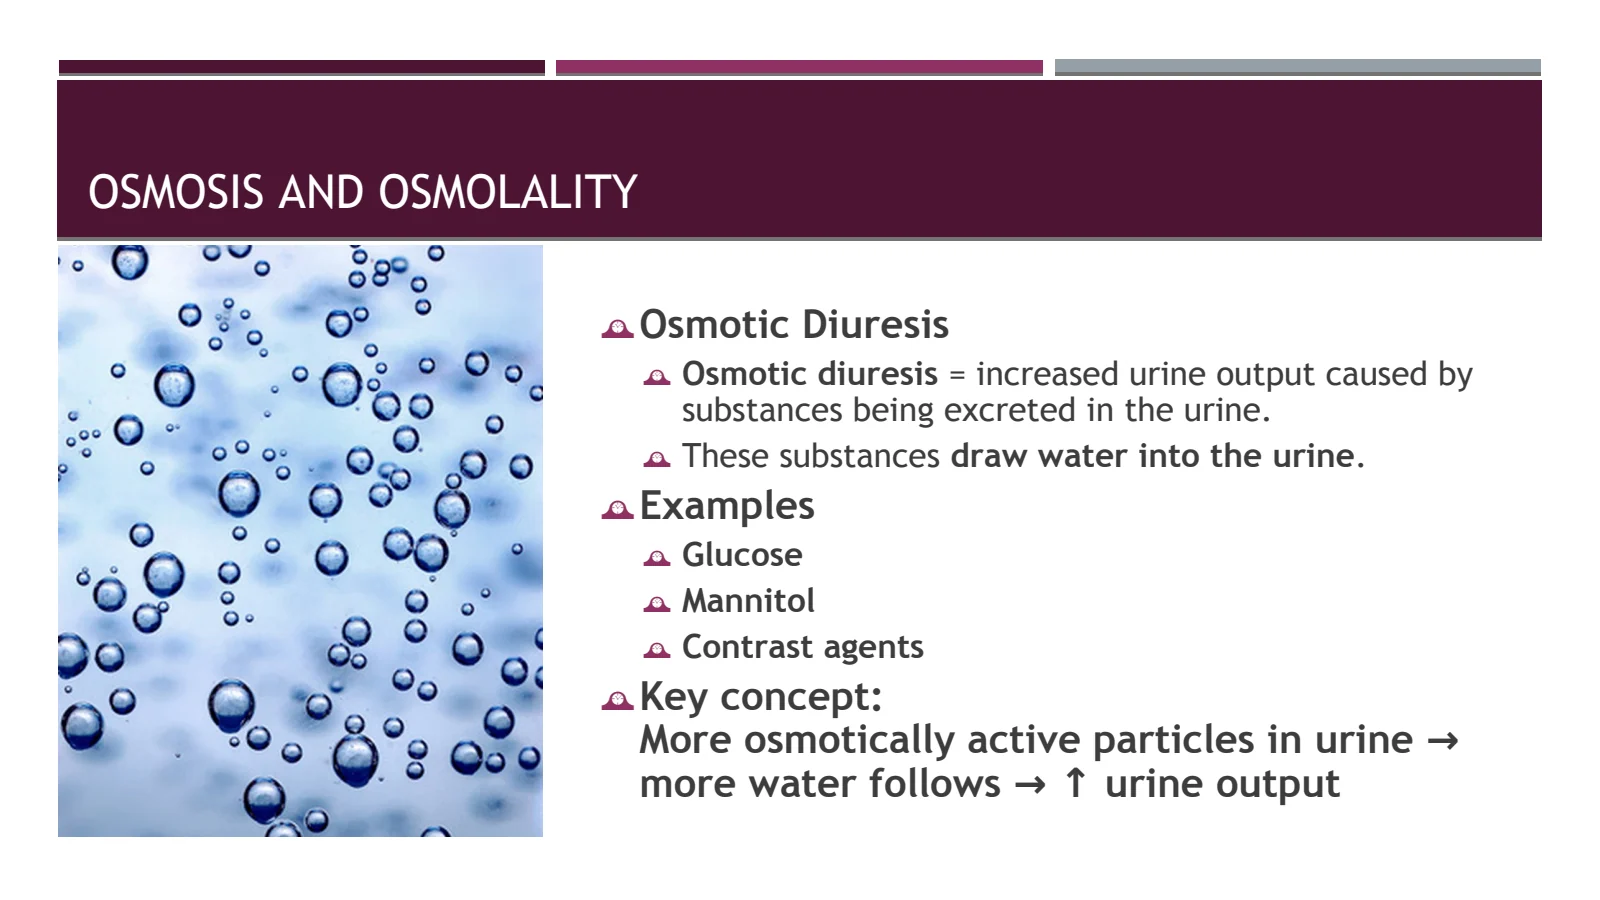 OSMOSIS AND OSMOLALITY
Osmotic Diuresis
Osmotic diuresis = increased urine output caused by
substances being excreted in the urine.
These substances draw water into the urine.
Examples
Glucose
Mannitol
Contrast agents
Key concept:
More osmotically active particles in urine →
more water follows → ↑ urine output